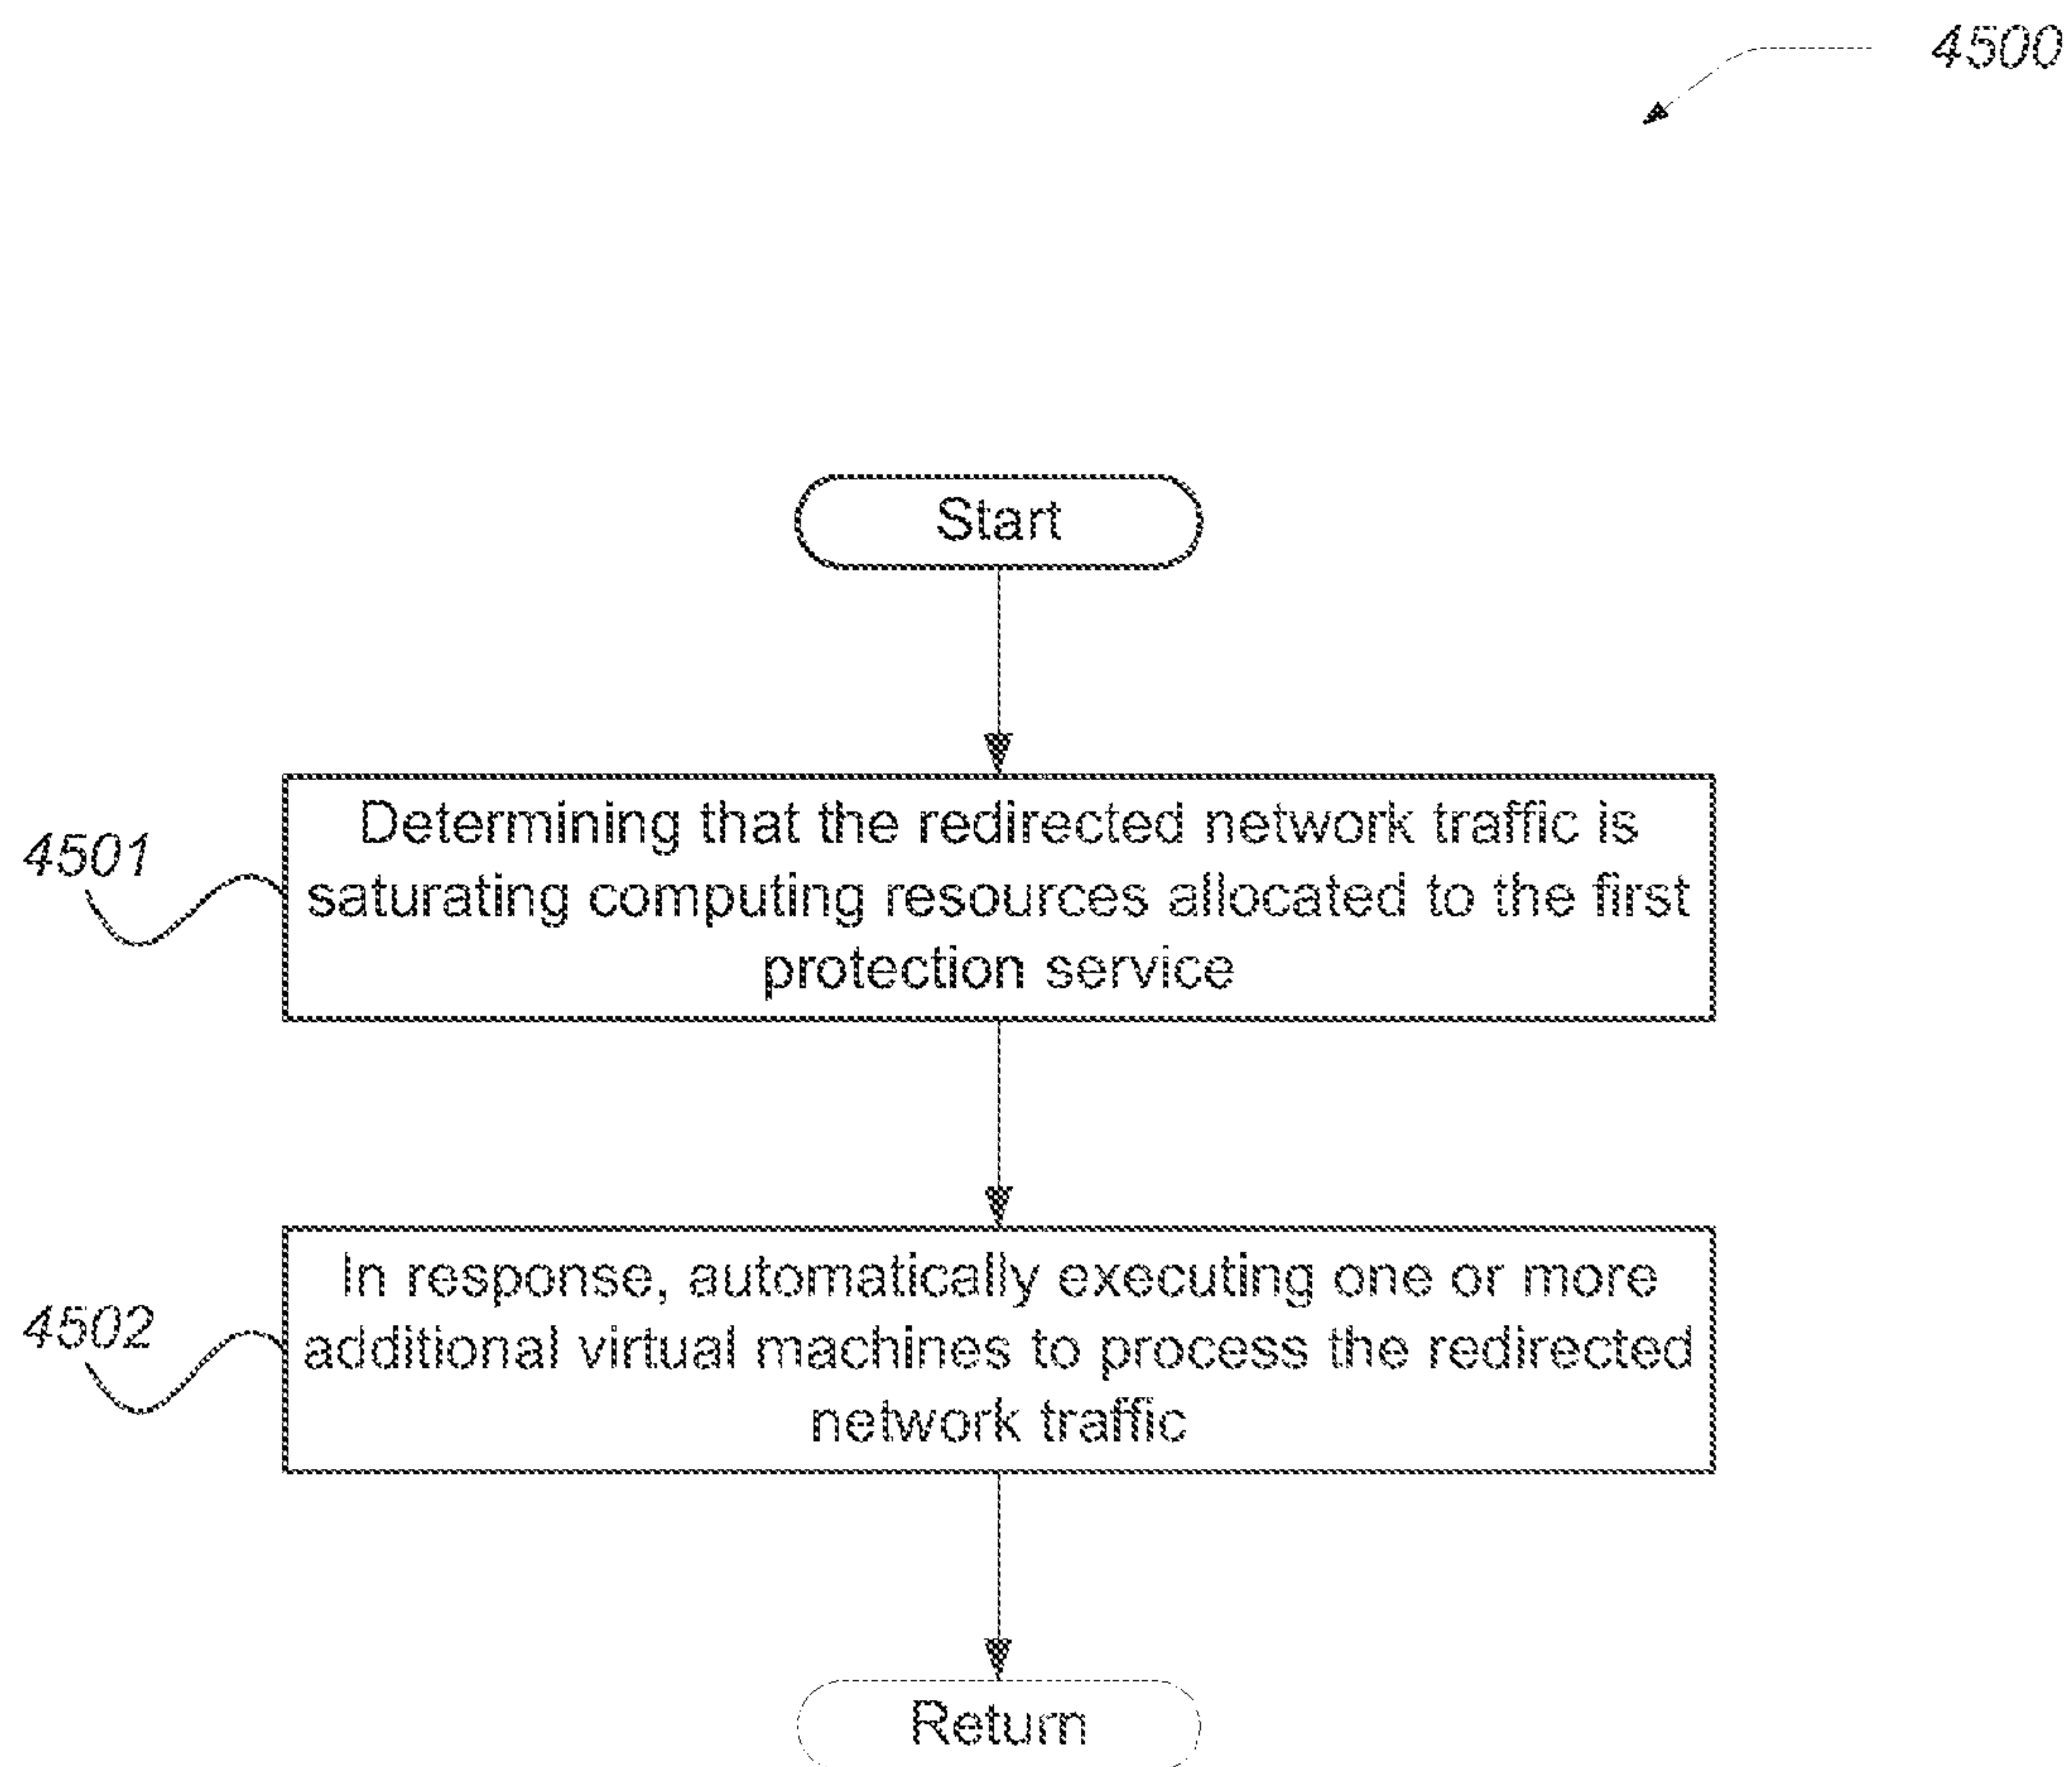 4500
Start
4501
Determining that the redirected network traffic is
saturating computing resources allocated to the first
protection service
4502
In response, automatically executing one or more
additional virtual machines to process the redirected
network traffic
Return